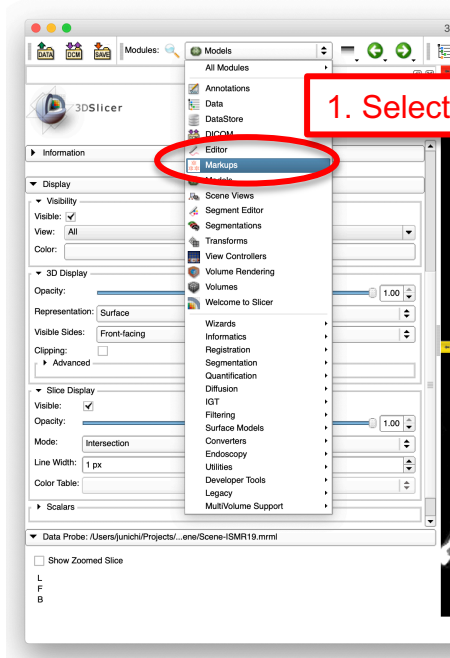 3
DATA
DCM
SAVE
Modules:
Models
All Modules
Annotations
Data
DataStore
DICOM
Editor
Markups
Models
Scene Views
Segment Editor
Segmentations
Transforms
View Controllers
Volume Rendering
Volumes
Welcome to Slicer
Wizards
Informatics
Registration
Segmentation
Quantification
Diffusion
IGT
Filtering
Surface Models
Converters
Endoscopy
Utilities
Developer Tools
Legacy
MultiVolume Support
1. Select
3DSlicer
Information
Display
Visibility
Visible:
View: All
Color:
3D Display
Opacity: 1.00
Representation: Surface
Visible Sides: Front-facing
Clipping:
Advanced
Slice Display
Visible:
Opacity: 1.00
Mode: Intersection
Line Width: 1 px
Color Table:
Scalars
Data Probe: /Users/junichi/Projects/...ene/Scene-ISMR19.mrml
Show Zoomed Slice
L
F
B